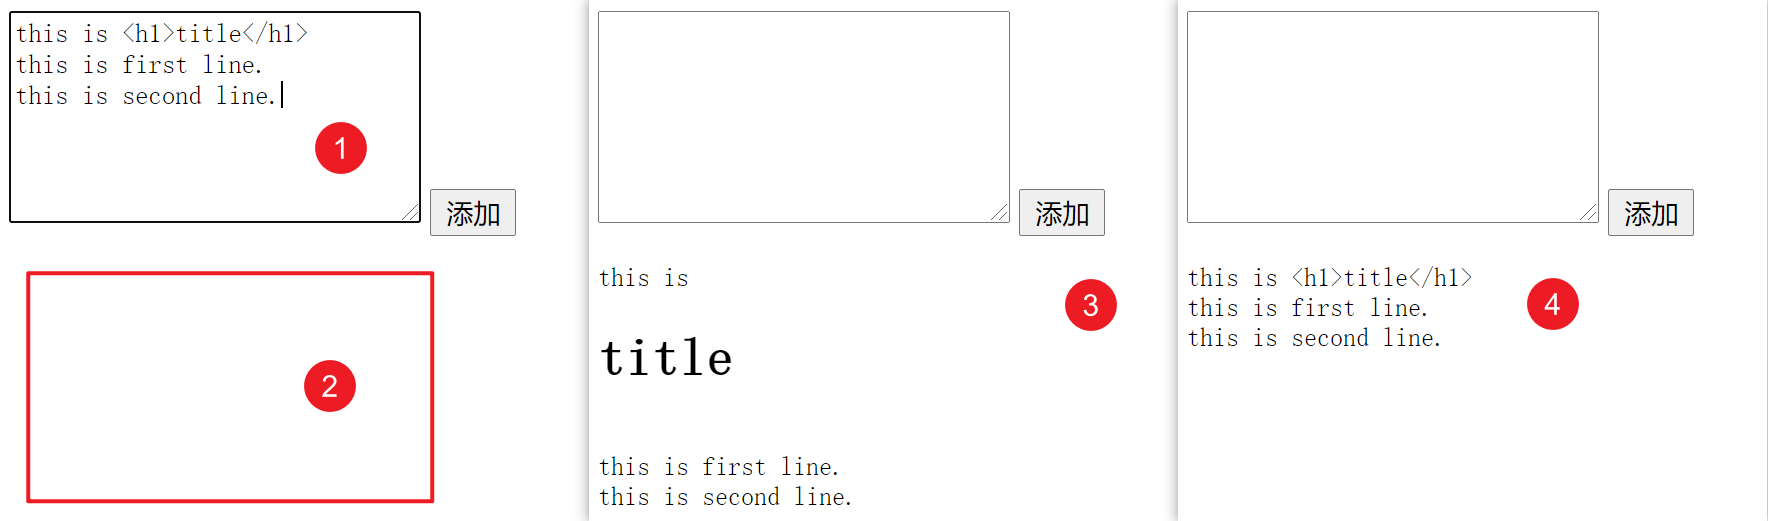 this is <h1>title</h1>
this is first line.
this is second line.
1
添加
2
添加
this is
3
title
this is first line.
this is second line.
添加
this is <h1>title</h1>
this is first line.
this is second line.
4